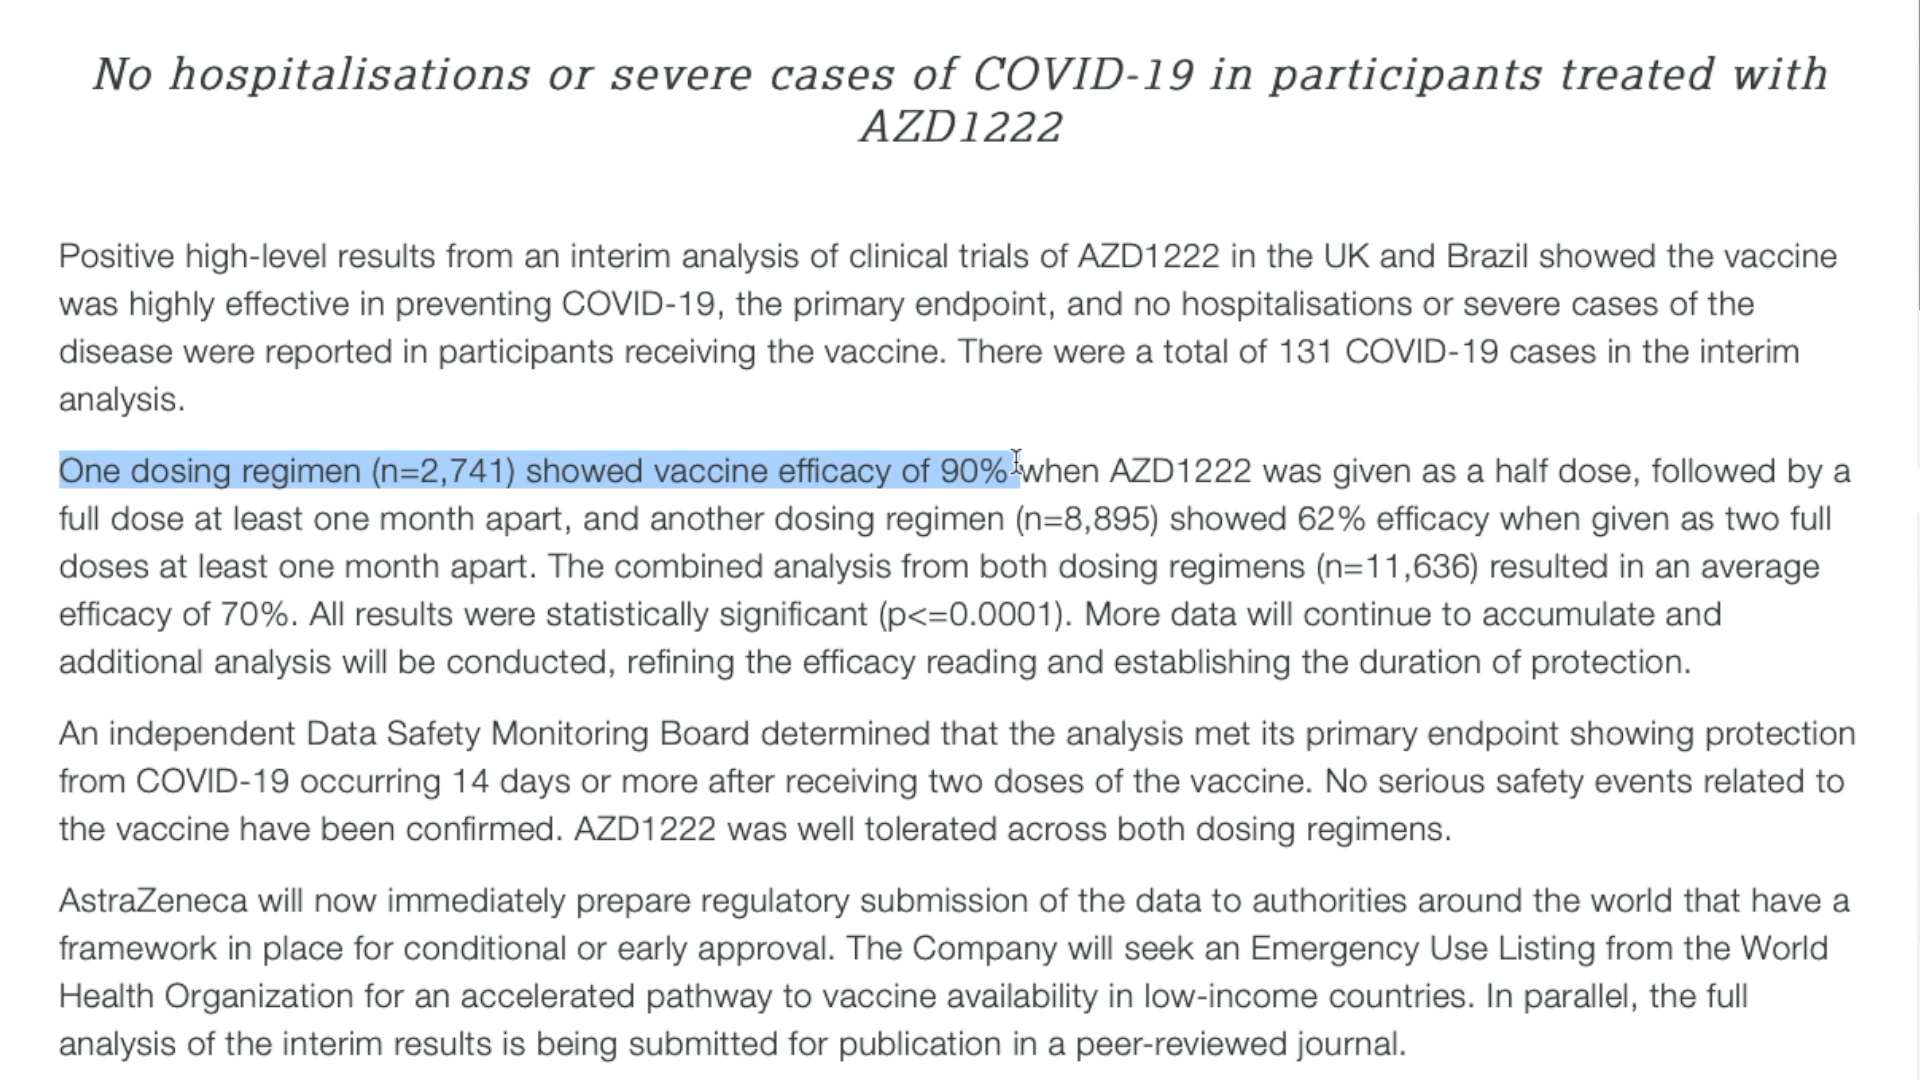 No hospitalisations or severe cases of COVID-19 in participants treated with
AZD1222
Positive high-level results from an interim analysis of clinical trials of AZD1222 in the UK and Brazil showed the vaccine
was highly effective in preventing COVID-19, the primary endpoint, and no hospitalisations or severe cases of the
disease were reported in participants receiving the vaccine. There were a total of 131 COVID-19 cases in the interim
analysis.
One dosing regimen (n=2,741) showed vaccine efficacy of 90% when AZD1222 was given as a half dose, followed by a
full dose at least one month apart, and another dosing regimen (n=8,895) showed 62% efficacy when given as two full
doses at least one month apart. The combined analysis from both dosing regimens (n=11,636) resulted in an average
efficacy of 70%. All results were statistically significant (p<=0.0001). More data will continue to accumulate and
additional analysis will be conducted, refining the efficacy reading and establishing the duration of protection.
An independent Data Safety Monitoring Board determined that the analysis met its primary endpoint showing protection
from COVID-19 occurring 14 days or more after receiving two doses of the vaccine. No serious safety events related to
the vaccine have been confirmed. AZD1222 was well tolerated across both dosing regimens.
AstraZeneca will now immediately prepare regulatory submission of the data to authorities around the world that have a
framework in place for conditional or early approval. The Company will seek an Emergency Use Listing from the World
Health Organization for an accelerated pathway to vaccine availability in low-income countries. In parallel, the full
analysis of the interim results is being submitted for publication in a peer-reviewed journal.